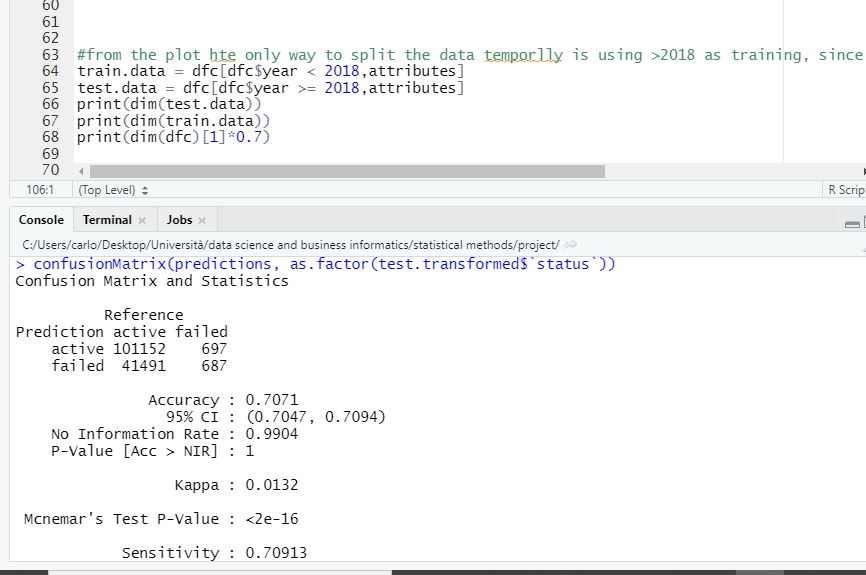 60
61
62
63 #from the plot hte only way to split the data temporlly is using >2018 as training, since
64 train.data = dfc[dfc$year < 2018,attributes]
65 test.data = dfc[dfc$year >= 2018,attributes]
66 print(dim(test.data))
67 print(dim(train.data))
68 print(dim(dfc)[1]*0.7)
69
70
106:1 (Top Level) R Scrip
Console Terminal Jobs
C:/Users/carlo/Desktop/Università/data science and business informatics/statistical methods/project/
> confusionMatrix(predictions, as.factor(test.transformed$`status`))
Confusion Matrix and Statistics
Reference
Prediction active failed
active 101152 697
failed 41491 687
Accuracy : 0.7071
95% CI : (0.7047, 0.7094)
No Information Rate : 0.9904
P-Value [Acc > NIR] : 1
Kappa : 0.0132
Mcnemar's Test P-Value : <2e-16
Sensitivity : 0.70913